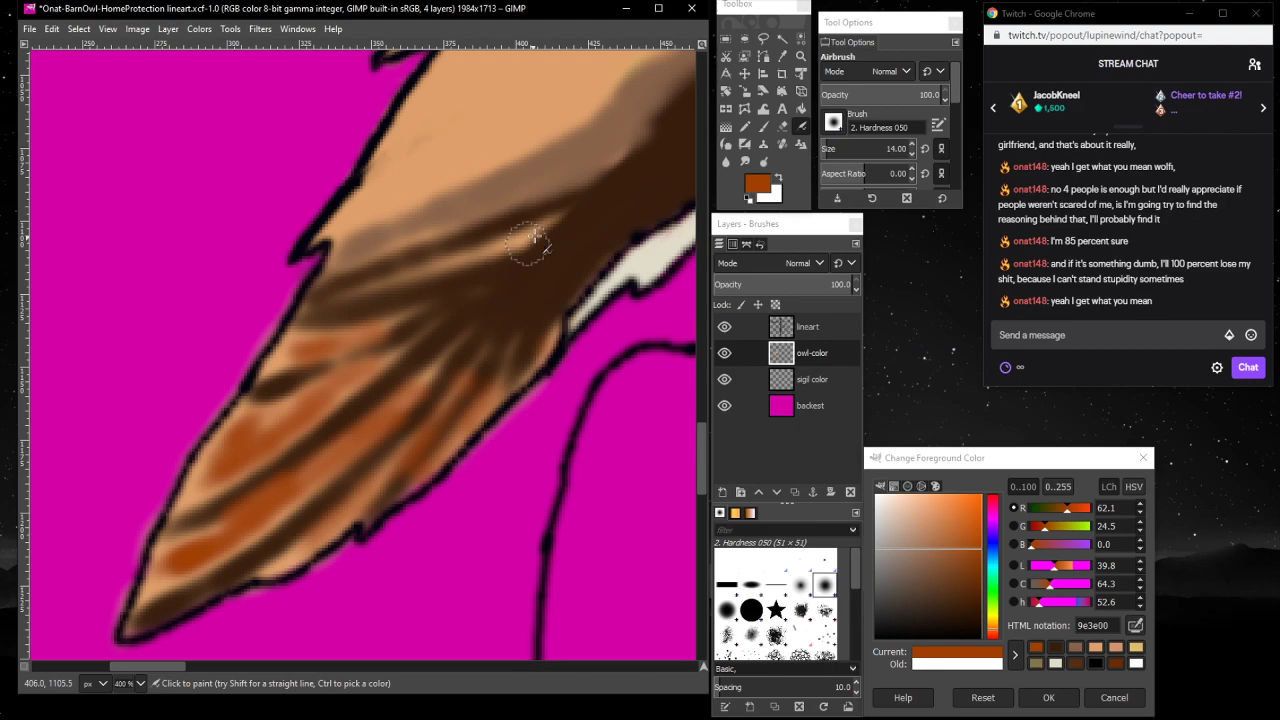 *Onat-BarnOwl-HomeProtection lineart.xcf-1.0 (RGB color 8-bit gamma integer, GIMP built-in sRGB, 4 layers) 1984x1713 – GIMP
File Edit Select View Image Layer Colors Tools Filters Windows Help
250 325 350 375 400 425 450
406.0, 1105.5 px 400 % Click to paint (try Shift for a straight line, Ctrl to pick a color)
Toolbox
Tool Options
Tool Options
Airbrush
Mode Normal
Opacity 100.0
Brush
2. Hardness 050
Size 14.00
Aspect Ratio 0.00
Layers - Brushes
Mode Normal
Opacity 100.0
Lock:
lineart
owl-color
sigil color
backest
filter
2. Hardness 050 (51 × 51)
Basic,
Spacing 10.0
Twitch - Google Chrome
twitch.tv/popout/lupinewind/chat?popout=
STREAM CHAT
1 JacobKneel
1,500
Cheer to take #2!
...
girlfriend, and that's about it really,
onat148: yeah I get what you mean wolfi,
onat148: no 4 people is enough but I'd really appreciate if
people weren't scared of me, is I'm going try to find the
reasoning behind that, I'll probably find it
onat148: I'm 85 percent sure
onat148: and if it's something dumb, I'll 100 percent lose my
shit, because I can't stand stupidity sometimes
onat148: yeah I get what you mean
Send a message
∞ Chat
Change Foreground Color
0..100 0..255 LCh HSV
R 62.1
G 24.5
B 0.0
L 39.8
C 64.3
h 52.6
HTML notation: 9e3e00
Current:
Old:
Help Reset OK Cancel